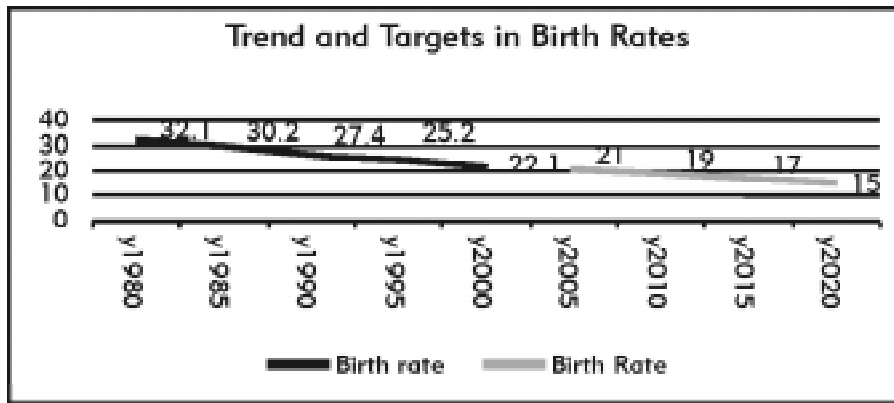 Trend and Targets in Birth Rates
40
30
20
10
0
32.1 30.2 27.4 25.2 22.1 21 19 17 15
y1980 y1985 y1990 y1995 y2000 y2005 y2010 y2015 y2020
Birth rate Birth Rate